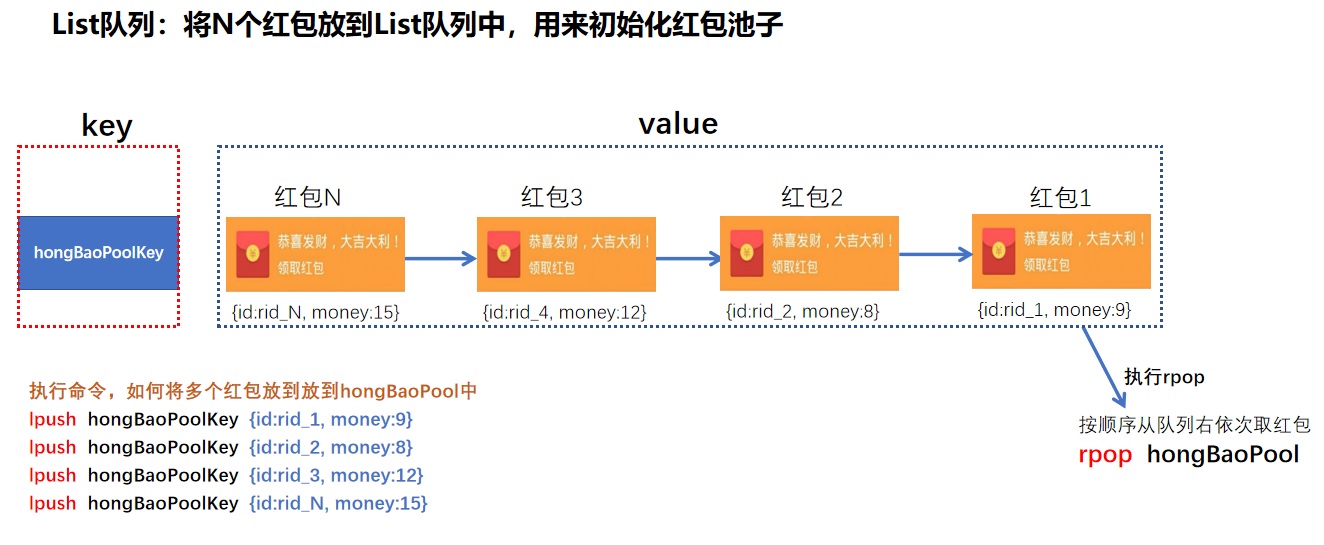 List队列：将N个红包放到List队列中，用来初始化红包池子
key
value
hongBaoPoolKey
红包N
红包3
红包2
红包1
恭喜发财，大吉大利！
领取红包
恭喜发财，大吉大利！
领取红包
恭喜发财，大吉大利！
领取红包
恭喜发财，大吉大利！
领取红包
{id:rid_N, money:15}
{id:rid_4, money:12}
{id:rid_2, money:8}
{id:rid_1, money:9}
执行rpop
按顺序从队列右依次取红包
rpop hongBaoPool
执行命令，如何将多个红包放到放到hongBaoPool中
lpush hongBaoPoolKey {id:rid_1, money:9}
lpush hongBaoPoolKey {id:rid_2, money:8}
lpush hongBaoPoolKey {id:rid_3, money:12}
lpush hongBaoPoolKey {id:rid_N, money:15}